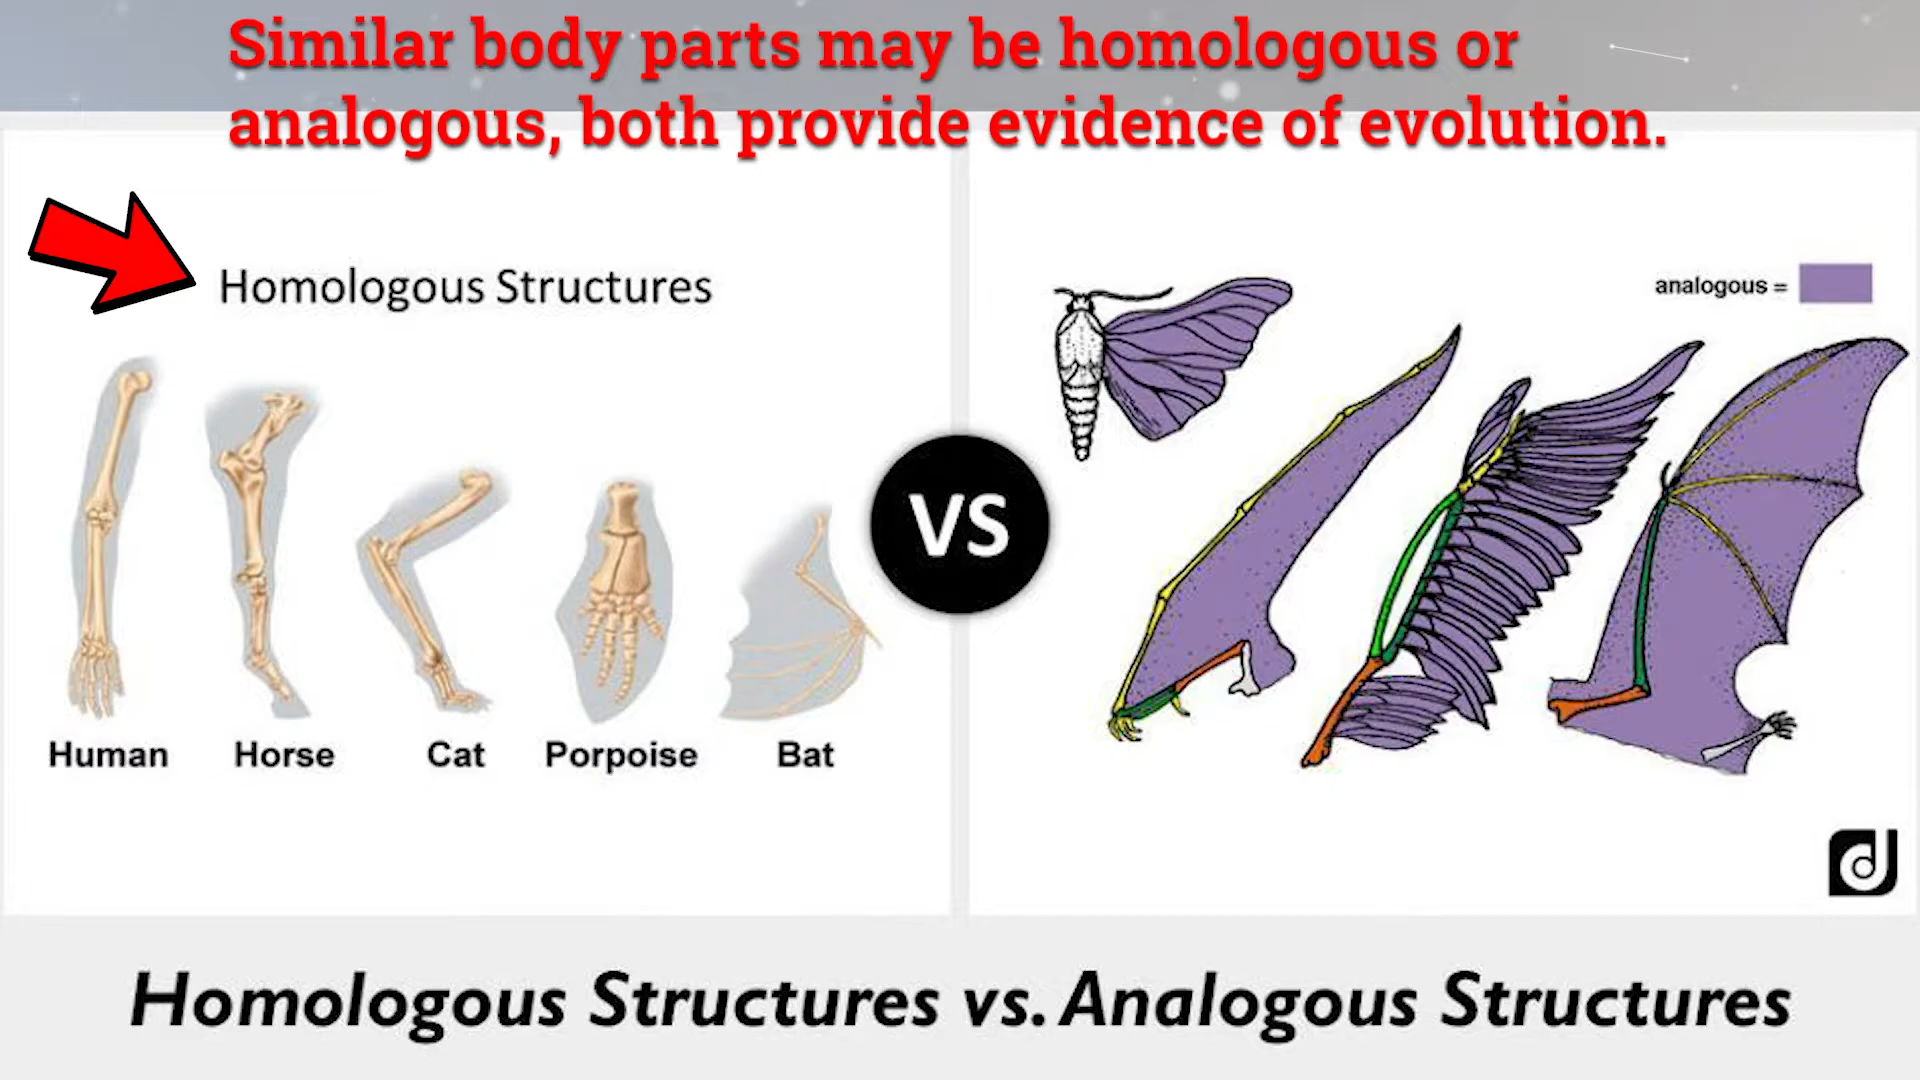 Similar body parts may be homologous or
analogous, both provide evidence of evolution.
Homologous Structures
Human Horse Cat Porpoise Bat
VS
analogous =
Homologous Structures vs. Analogous Structures